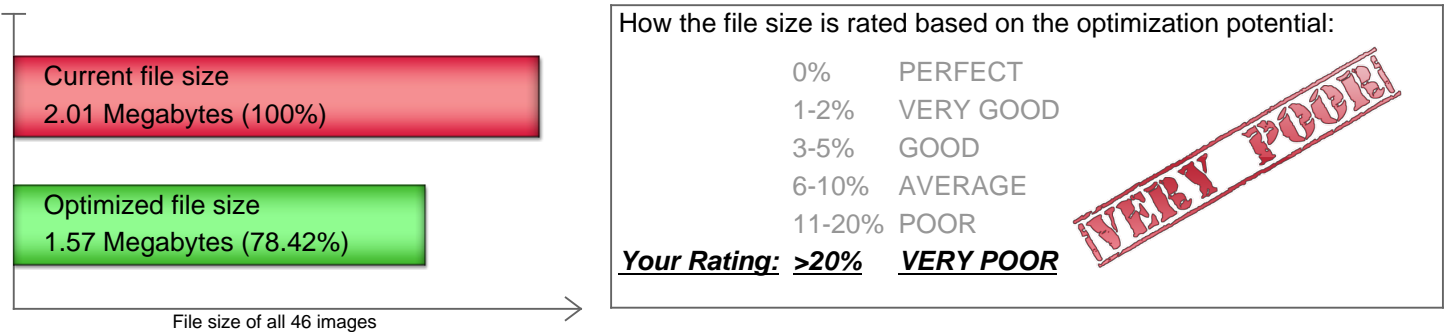 Current file size
2.01 Megabytes (100%)
Optimized file size
1.57 Megabytes (78.42%)
File size of all 46 images
How the file size is rated based on the optimization potential:
0% PERFECT
1-2% VERY GOOD
3-5% GOOD
6-10% AVERAGE
11-20% POOR
Your Rating: >20% VERY POOR
VERY POOR